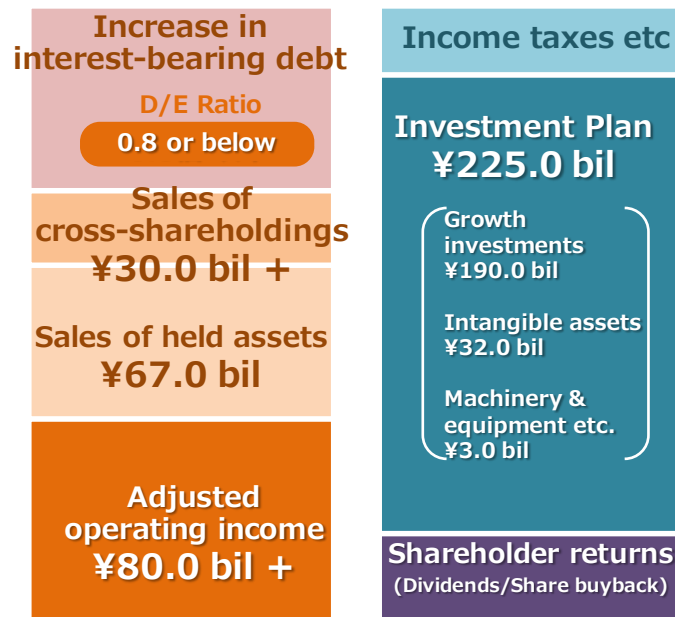 Increase in
interest-bearing debt
D/E Ratio
0.8 or below
Sales of
cross-shareholdings
¥30.0 bil +
Sales of held assets
¥67.0 bil
Adjusted
operating income
¥80.0 bil +
Income taxes etc
Investment Plan
¥225.0 bil
Growth
investments
¥190.0 bil
Intangible assets
¥32.0 bil
Machinery &
equipment etc.
¥3.0 bil
Shareholder returns
(Dividends/Share buyback)